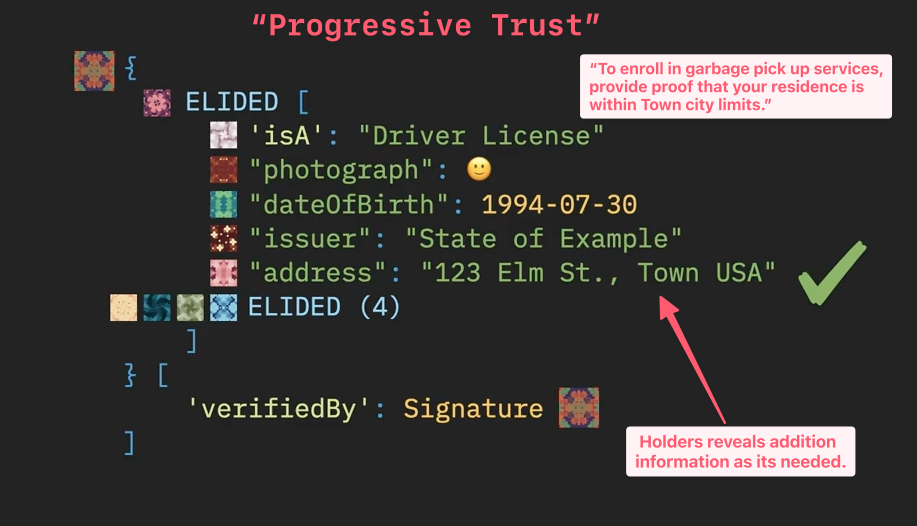 “Progressive Trust”
{
“To enroll in garbage pick up services,
provide proof that your residence is
within Town city limits.”
ELIDED [
'isA': "Driver License"
"photograph": 🙂
"dateOfBirth": 1994-07-30
"issuer": "State of Example"
"address": "123 Elm St., Town USA"
ELIDED (4)
]
} [
'verifiedBy': Signature
]
Holders reveals addition
information as its needed.